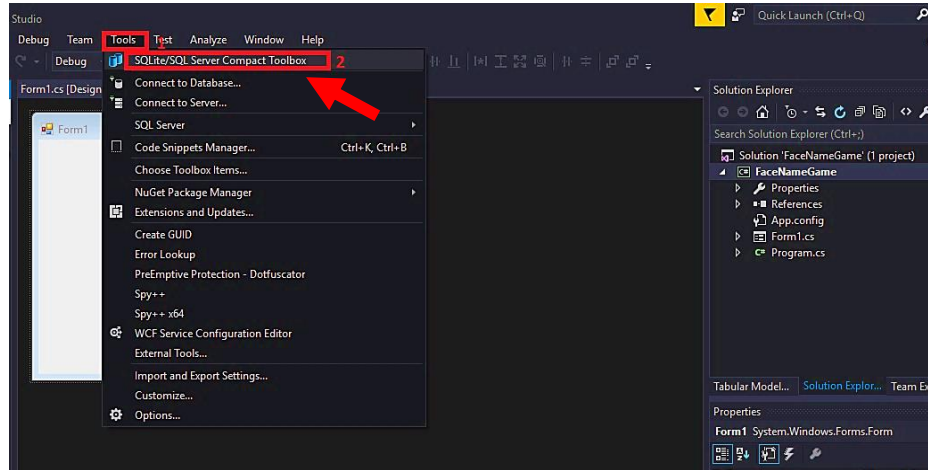 Studio
Quick Launch (Ctrl+Q)
Debug Team Tools 1 Test Analyze Window Help
Debug
SQLite/SQL Server Compact Toolbox 2
Connect to Database...
Connect to Server...
SQL Server
Code Snippets Manager... Ctrl+K, Ctrl+B
Choose Toolbox Items...
NuGet Package Manager
Extensions and Updates...
Create GUID
Error Lookup
PreEmptive Protection - Dotfuscator
Spy++
Spy++ x64
WCF Service Configuration Editor
External Tools...
Import and Export Settings...
Customize...
Options...
Form1.cs [Design
Form1
Solution Explorer
Search Solution Explorer (Ctrl+;)
Solution 'FaceNameGame' (1 project)
C# FaceNameGame
Properties
References
App.config
Form1.cs
C# Program.cs
Tabular Model... Solution Explor... Team Ex
Properties
Form1 System.Windows.Forms.Form